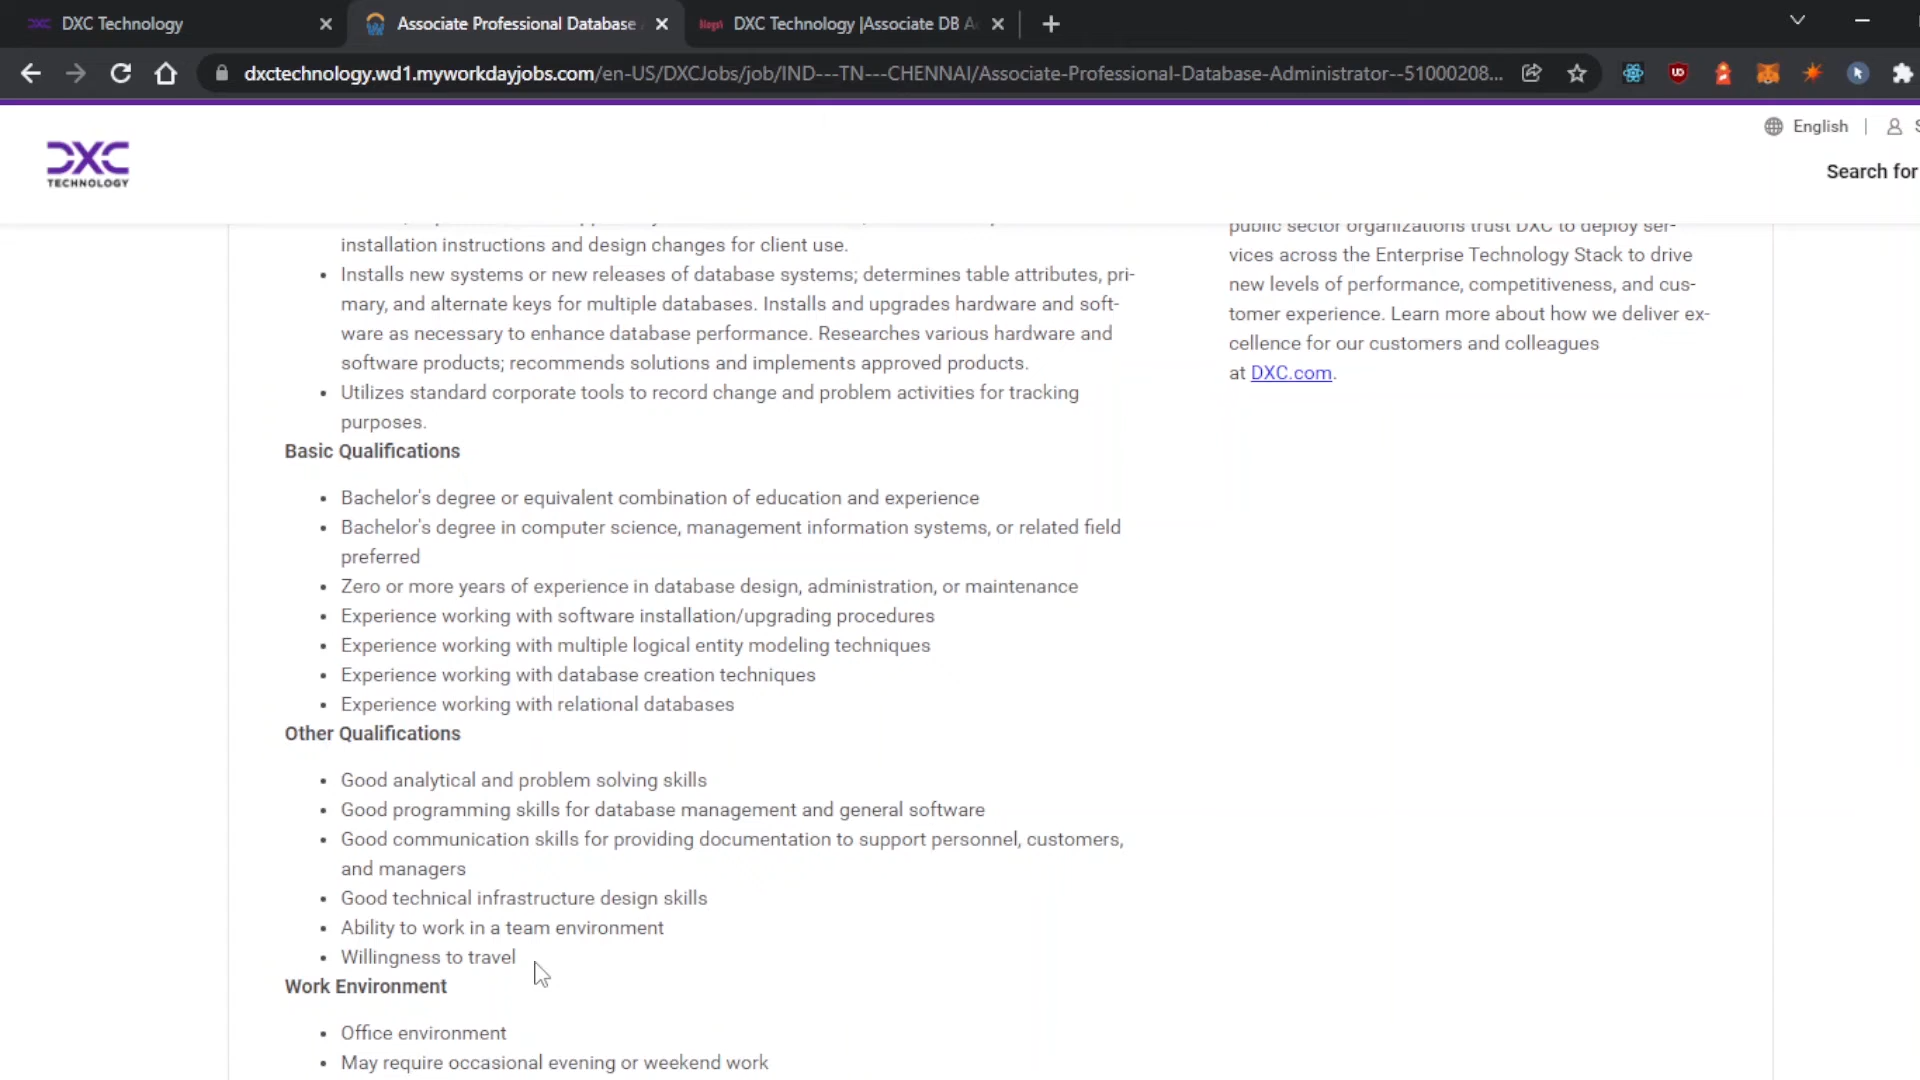 DXC Technology
Associate Professional Database
Blogs
DXC Technology |Associate DB A
dxctechnology.wd1.myworkdayjobs.com/en-US/DXCJobs/job/IND---TN---CHENNAI/Associate-Professional-Database-Administrator--51000208...
English
DXC
TECHNOLOGY
Search for
installation instructions and design changes for client use.
Installs new systems or new releases of database systems; determines table attributes, pri-
mary, and alternate keys for multiple databases. Installs and upgrades hardware and soft-
ware as necessary to enhance database performance. Researches various hardware and
software products; recommends solutions and implements approved products.
Utilizes standard corporate tools to record change and problem activities for tracking
purposes.
Basic Qualifications
Bachelor's degree or equivalent combination of education and experience
Bachelor's degree in computer science, management information systems, or related field
preferred
Zero or more years of experience in database design, administration, or maintenance
Experience working with software installation/upgrading procedures
Experience working with multiple logical entity modeling techniques
Experience working with database creation techniques
Experience working with relational databases
Other Qualifications
Good analytical and problem solving skills
Good programming skills for database management and general software
Good communication skills for providing documentation to support personnel, customers,
and managers
Good technical infrastructure design skills
Ability to work in a team environment
Willingness to travel
Work Environment
Office environment
May require occasional evening or weekend work
public sector organizations trust DXC to deploy ser-
vices across the Enterprise Technology Stack to drive
new levels of performance, competitiveness, and cus-
tomer experience. Learn more about how we deliver ex-
cellence for our customers and colleagues
at DXC.com.